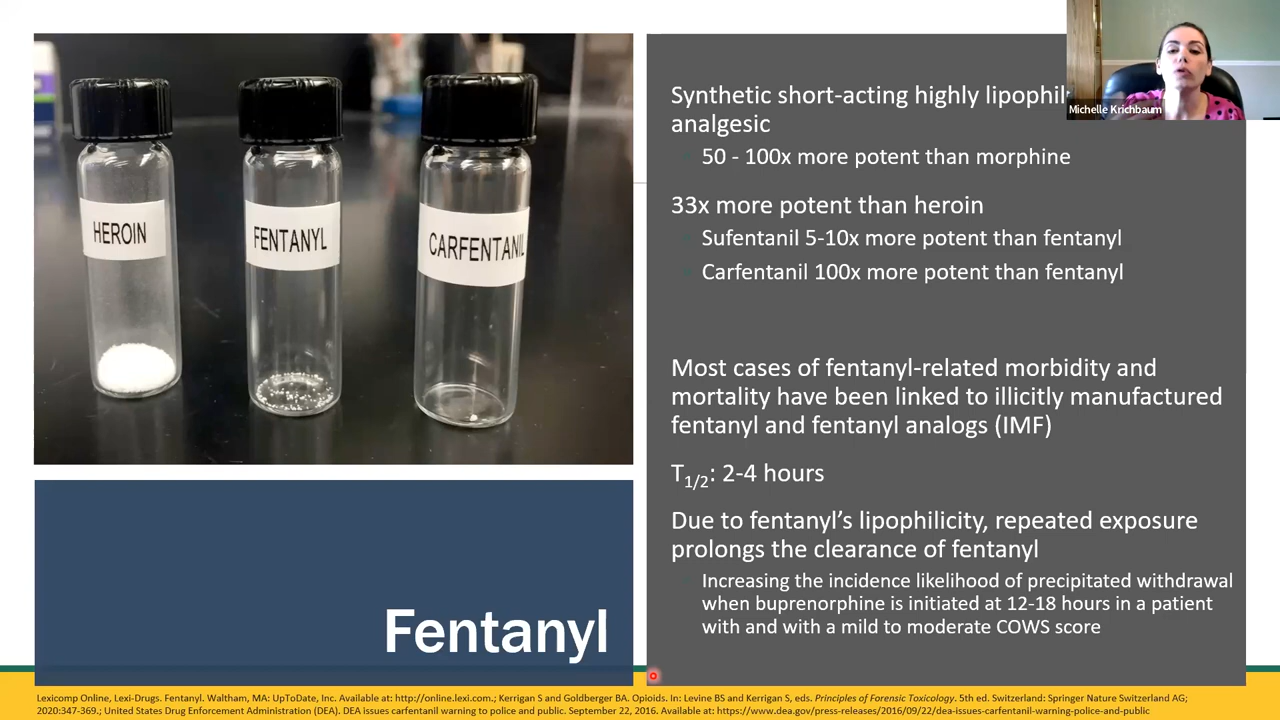 HEROIN
FENTANYL
CARFENTANIL
Fentanyl
Synthetic short-acting highly
analgesic
50 - 100x more potent than morphine
33x more potent than heroin
Sufentanil 5-10x more potent than fentanyl
Carfentanil 100x more potent than fentanyl
Most cases of fentanyl-related morbidity and
mortality have been linked to illicitly manufactured
fentanyl and fentanyl analogs (IMF)
T1/2: 2-4 hours
Due to fentanyl’s lipophilicity, repeated exposure
prolongs the clearance of fentanyl
Increasing the incidence likelihood of precipitated withdrawal
when buprenorphine is initiated at 12-18 hours in a patient
with and with a mild to moderate COWS score
Michelle Krichbaum
Lexicomp Online, Lexi-Drugs. Fentanyl. Waltham, MA: UpToDate, Inc. Available at: http://online.lexi.com.; Kerrigan S and Goldberger BA. Opioids. In: Levine BS and Kerrigan S, eds. Principles of Forensic Toxicology. 5th ed. Switzerland: Springer Nature Switzerland AG;
2020:347-369.; United States Drug Enforcement Administration (DEA). DEA issues carfentanil warning to police and public. September 22, 2016. Available at: https://www.dea.gov/press-releases/2016/09/22/dea-issues-carfentanil-warning-police-and-public